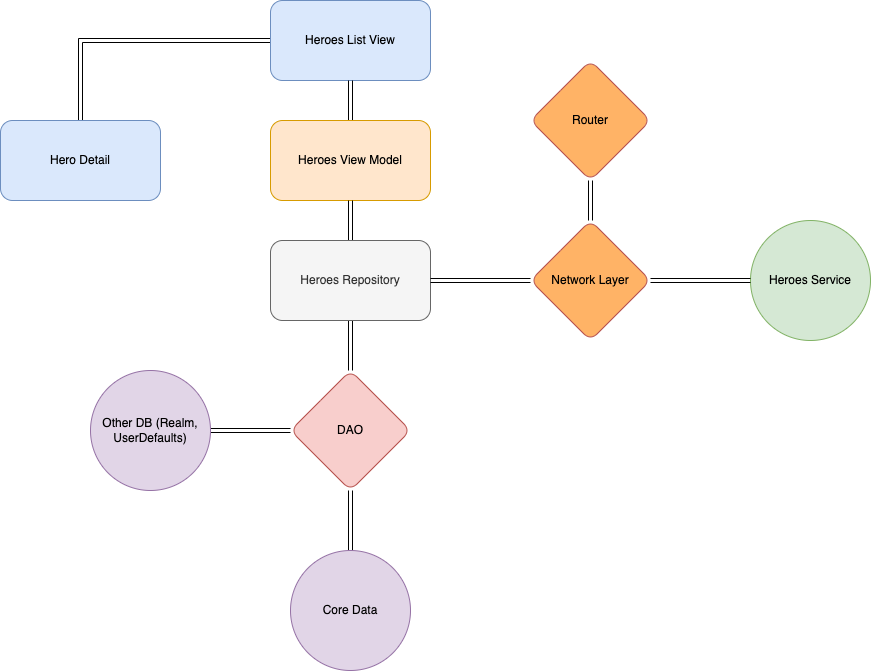 Heroes List View
Router
Hero Detail
Heroes View Model
Heroes Repository
Network Layer
Heroes Service
Other DB (Realm,
UserDefaults)
DAO
Core Data